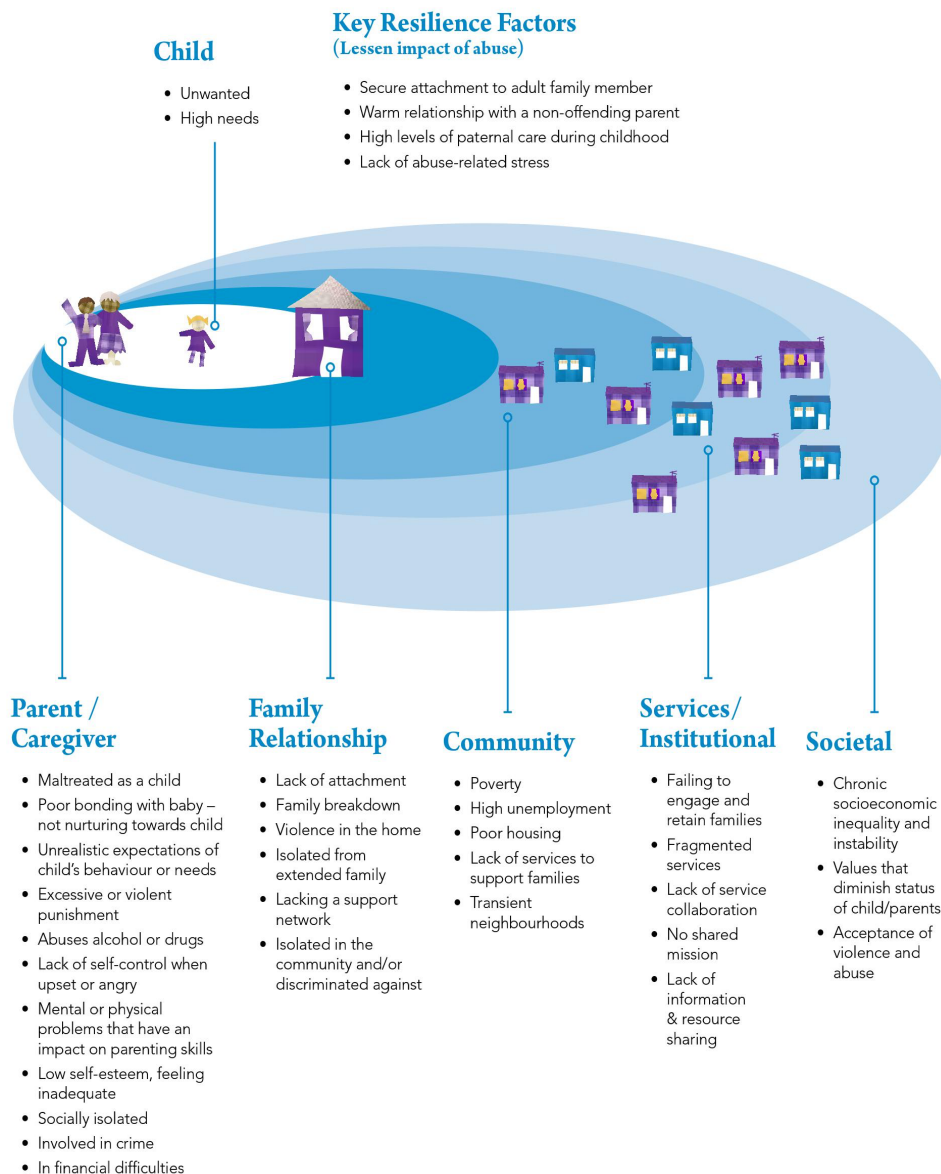 Child
• Unwanted
• High needs
Key Resilience Factors
(Lessen impact of abuse)
• Secure attachment to adult family member
• Warm relationship with a non-offending parent
• High levels of paternal care during childhood
• Lack of abuse-related stress
Parent /
Caregiver
• Maltreated as a child
• Poor bonding with baby –
not nurturing towards child
• Unrealistic expectations of
child’s behaviour or needs
• Excessive or violent
punishment
• Abuses alcohol or drugs
• Lack of self-control when
upset or angry
• Mental or physical
problems that have an
impact on parenting skills
• Low self-esteem, feeling
inadequate
• Socially isolated
• Involved in crime
• In financial difficulties
Family
Relationship
• Lack of attachment
• Family breakdown
• Violence in the home
• Isolated from
extended family
• Lacking a support
network
• Isolated in the
community and/or
discriminated against
Community
• Poverty
• High unemployment
• Poor housing
• Lack of services to
support families
• Transient
neighbourhoods
Services/
Institutional
• Failing to
engage and
retain families
• Fragmented
services
• Lack of service
collaboration
• No shared
mission
• Lack of
information
& resource
sharing
Societal
• Chronic
socioeconomic
inequality and
instability
• Values that
diminish status
of child/parents
• Acceptance of
violence and
abuse